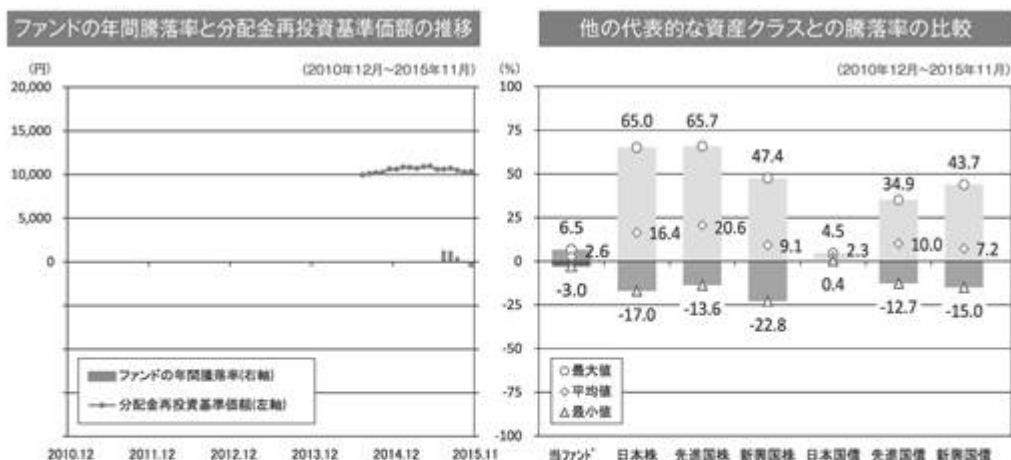 ファンドの年間騰落率と分配金再投資基準価額の推移
(円)
(2010年12月~2015年11月)
20,000
15,000
10,000
5,000
0
ファンドの年間騰落率(右軸)
分配金再投資基準価額(左軸)
2010.12 2011.12 2012.12 2013.12 2014.12 2015.11
他の代表的な資産クラスとの騰落率の比較
(%)
(2010年12月~2015年11月)
100
75
50
25
0
-25
-50
-75
-100
6.5 65.0 65.7 47.4 4.5 34.9 43.7
2.6 16.4 20.6 9.1 2.3 10.0 7.2
-3.0 -17.0 -13.6 -22.8 0.4 -12.7 -15.0
最大値
平均値
最小値
当ファンド 日本株 先進国株 新興国株 日本国債 先進国債 新興国債